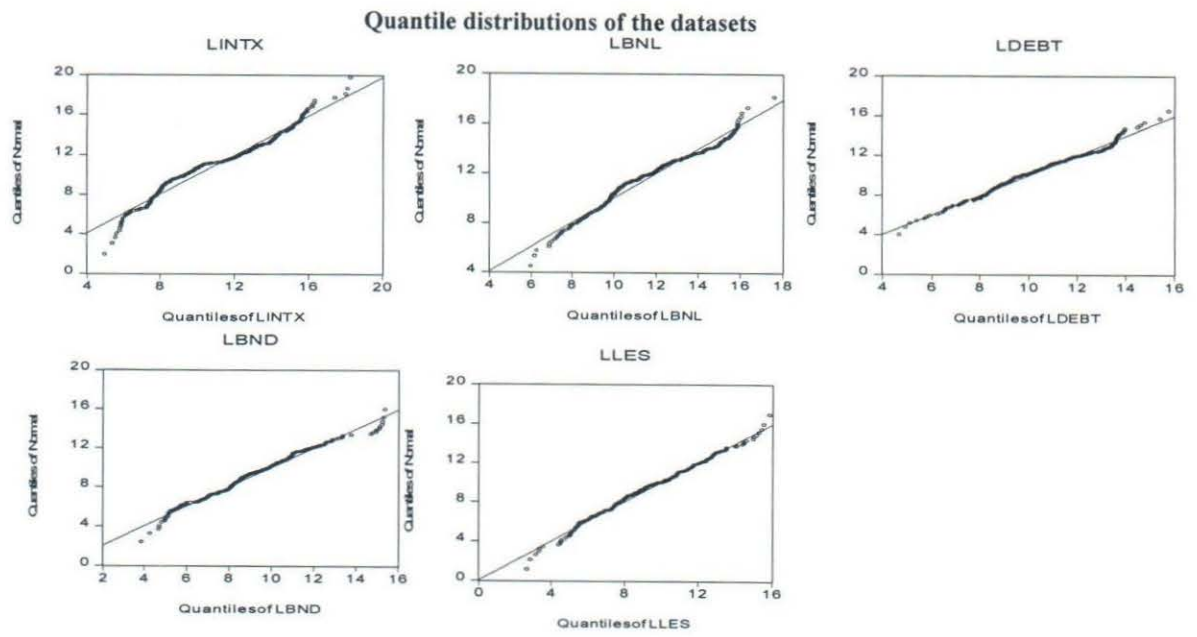 Quantile distributions of the datasets
LINTX
20
16
12
8
4
0
Quantiles of Normal
4 8 12 16 20
Quantiles of LINTX
LBNL
20
16
12
8
4
Quantiles of Normal
4 6 8 10 12 14 16 18
Quantiles of LBNL
LDEBT
20
16
12
8
4
0
Quantiles of Normal
4 6 8 10 12 14 16
Quantiles of LDEBT
LBND
20
16
12
8
4
0
Quantiles of Normal
2 4 6 8 10 12 14 16
Quantiles of LBND
LLES
20
16
12
8
4
0
Quantiles of Normal
0 4 8 12 16
Quantiles of LLES